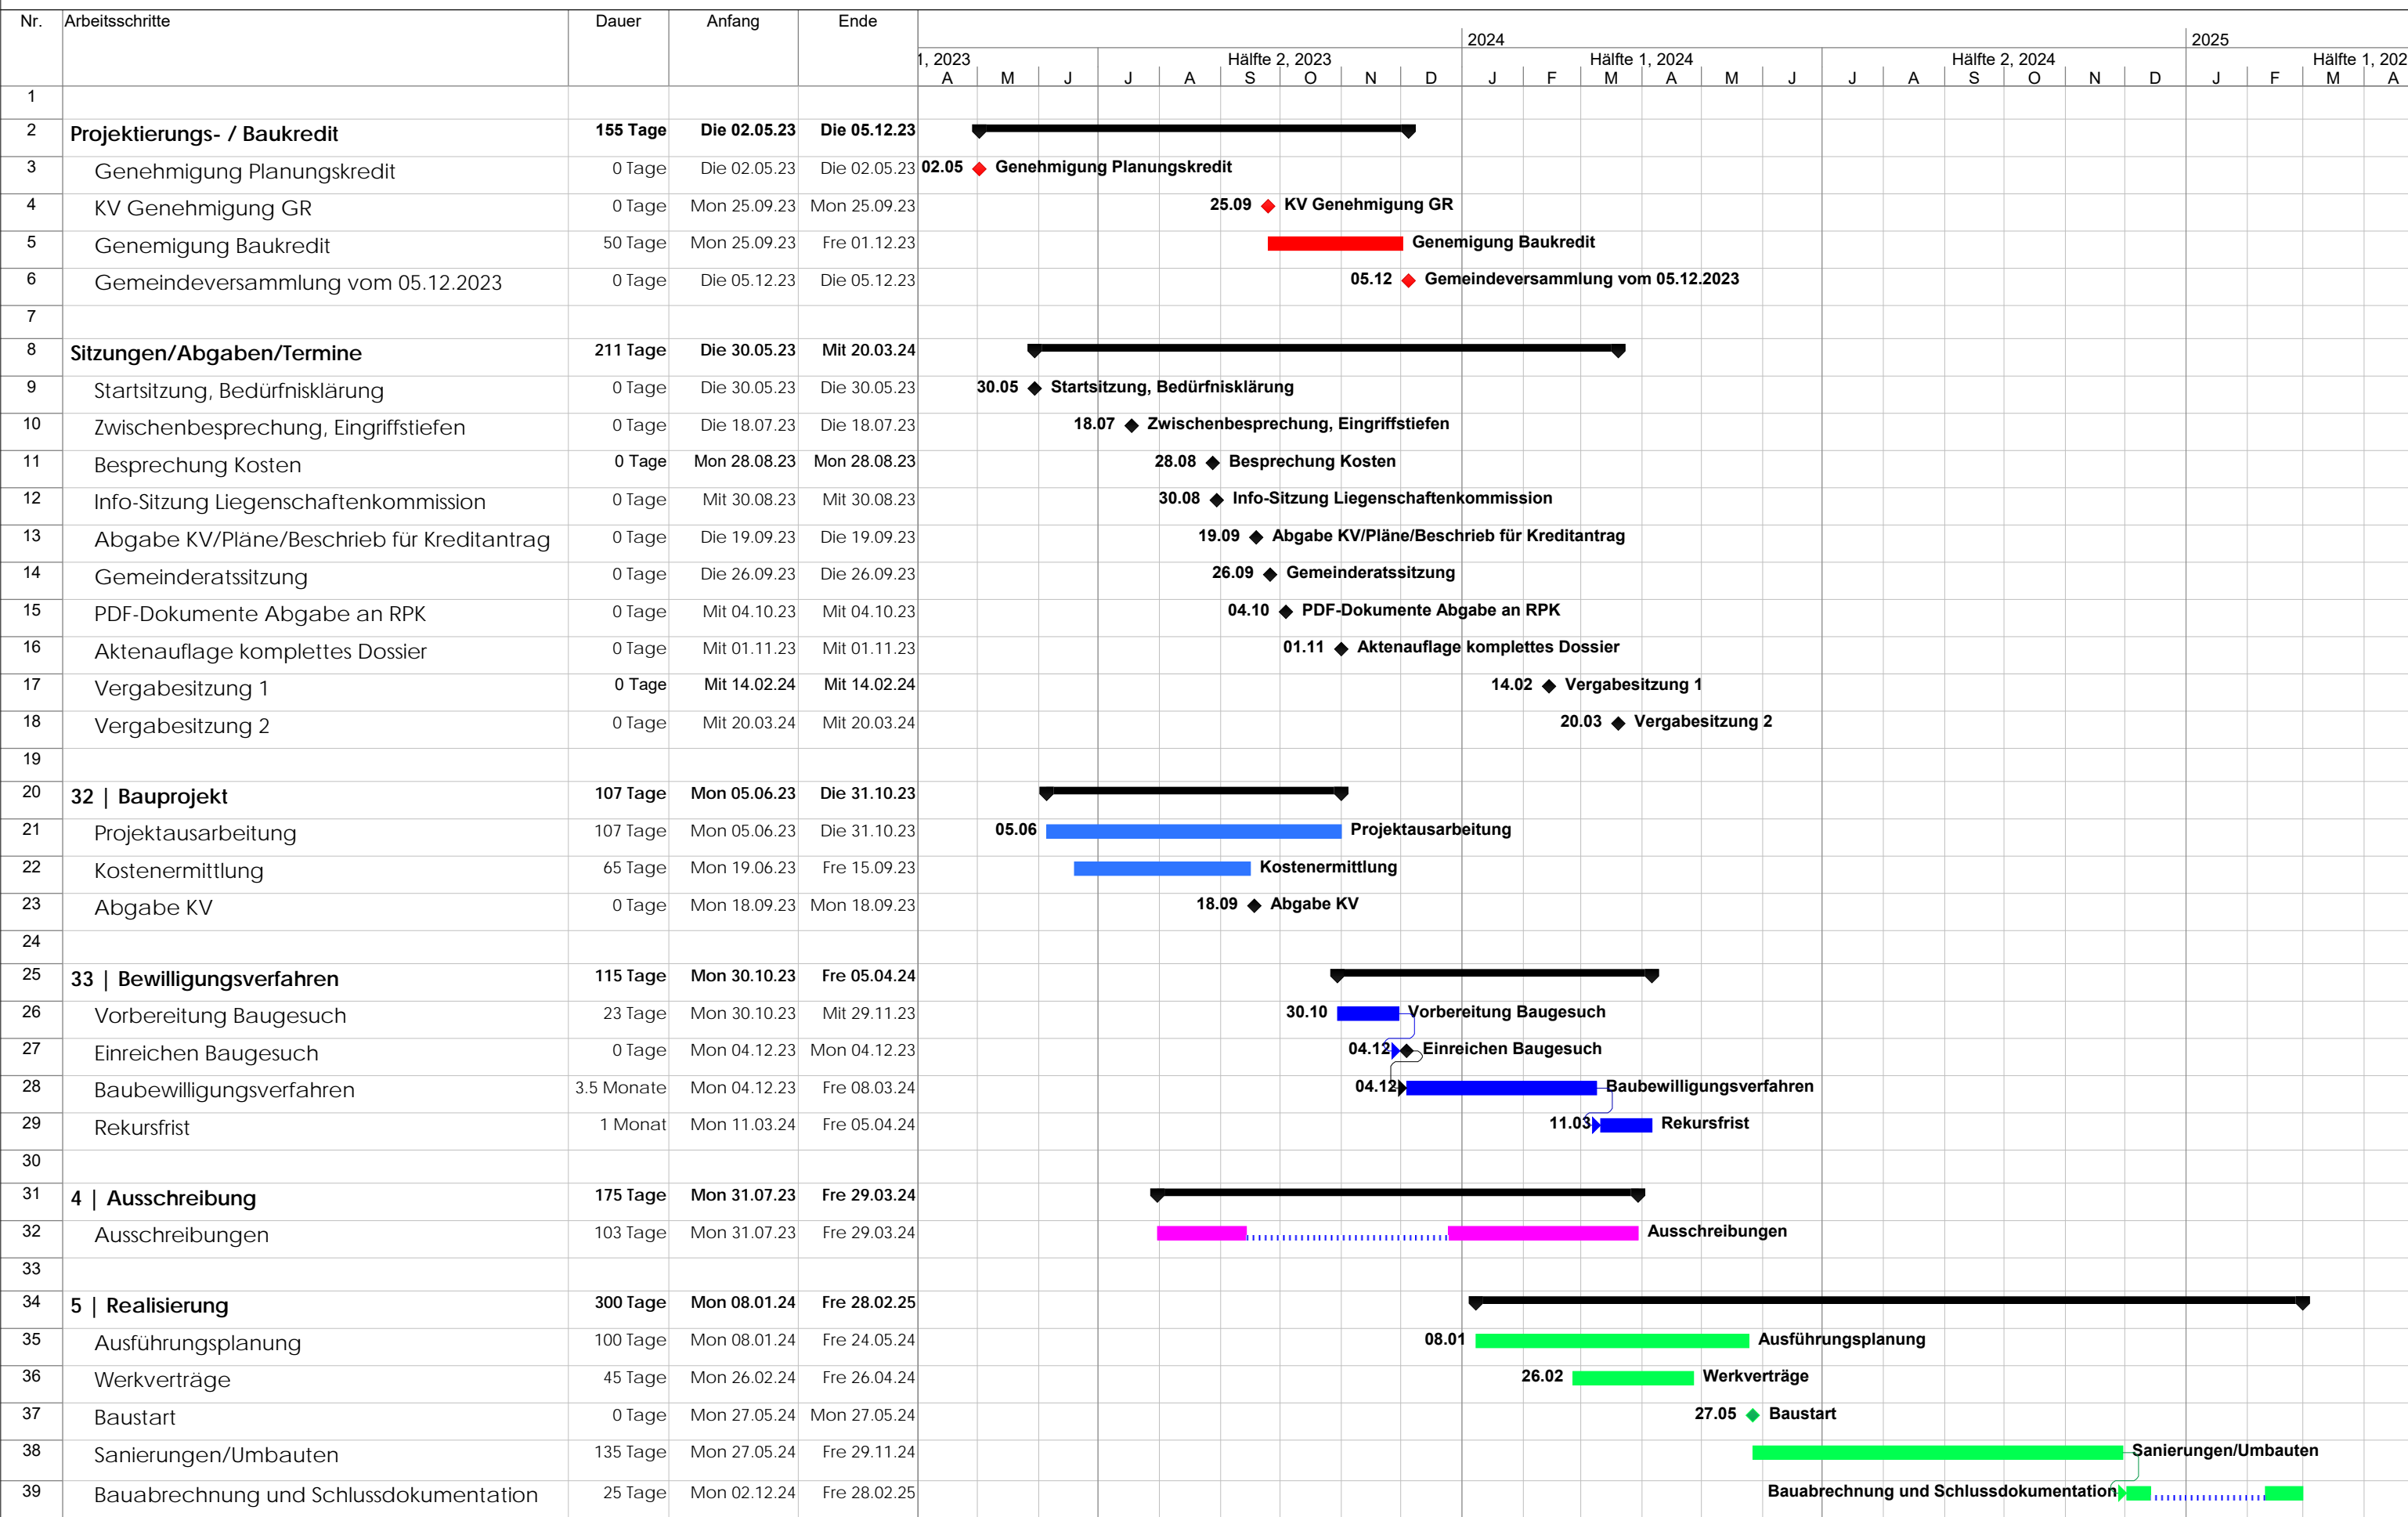 Nr. Arbeitsschritte Dauer Anfang Ende
2024 2025
1, 2023 Hälfte 2, 2023 Hälfte 1, 2024 Hälfte 2, 2024 Hälfte 1, 202
A M J J A S O N D J F M A M J J A S O N D J F M A
1
2 Projektierungs- / Baukredit 155 Tage Die 02.05.23 Die 05.12.23
3 Genehmigung Planungskredit 0 Tage Die 02.05.23 Die 02.05.23 02.05 Genehmigung Planungskredit
4 KV Genehmigung GR 0 Tage Mon 25.09.23 Mon 25.09.23 25.09 KV Genehmigung GR
5 Genemigung Baukredit 50 Tage Mon 25.09.23 Fre 01.12.23 Genemigung Baukredit
6 Gemeindeversammlung vom 05.12.2023 0 Tage Die 05.12.23 Die 05.12.23 05.12 Gemeindeversammlung vom 05.12.2023
7
8 Sitzungen/Abgaben/Termine 211 Tage Die 30.05.23 Mit 20.03.24
9 Startsitzung, Bedürfnisklärung 0 Tage Die 30.05.23 Die 30.05.23 30.05 Startsitzung, Bedürfnisklärung
10 Zwischenbesprechung, Eingriffstiefen 0 Tage Die 18.07.23 Die 18.07.23 18.07 Zwischenbesprechung, Eingriffstiefen
11 Besprechung Kosten 0 Tage Mon 28.08.23 Mon 28.08.23 28.08 Besprechung Kosten
12 Info-Sitzung Liegenschaftenkommission 0 Tage Mit 30.08.23 Mit 30.08.23 30.08 Info-Sitzung Liegenschaftenkommission
13 Abgabe KV/Pläne/Beschrieb für Kreditantrag 0 Tage Die 19.09.23 Die 19.09.23 19.09 Abgabe KV/Pläne/Beschrieb für Kreditantrag
14 Gemeinderatssitzung 0 Tage Die 26.09.23 Die 26.09.23 26.09 Gemeinderatssitzung
15 PDF-Dokumente Abgabe an RPK 0 Tage Mit 04.10.23 Mit 04.10.23 04.10 PDF-Dokumente Abgabe an RPK
16 Aktenauflage komplettes Dossier 0 Tage Mit 01.11.23 Mit 01.11.23 01.11 Aktenauflage komplettes Dossier
17 Vergabesitzung 1 0 Tage Mit 14.02.24 Mit 14.02.24 14.02 Vergabesitzung 1
18 Vergabesitzung 2 0 Tage Mit 20.03.24 Mit 20.03.24 20.03 Vergabesitzung 2
19
20 32 | Bauprojekt 107 Tage Mon 05.06.23 Die 31.10.23
21 Projektausarbeitung 107 Tage Mon 05.06.23 Die 31.10.23 05.06 Projektausarbeitung
22 Kostenermittlung 65 Tage Mon 19.06.23 Fre 15.09.23 Kostenermittlung
23 Abgabe KV 0 Tage Mon 18.09.23 Mon 18.09.23 18.09 Abgabe KV
24
25 33 | Bewilligungsverfahren 115 Tage Mon 30.10.23 Fre 05.04.24
26 Vorbereitung Baugesuch 23 Tage Mon 30.10.23 Mit 29.11.23 30.10 Vorbereitung Baugesuch
27 Einreichen Baugesuch 0 Tage Mon 04.12.23 Mon 04.12.23 04.12 Einreichen Baugesuch
28 Baubewilligungsverfahren 3.5 Monate Mon 04.12.23 Fre 08.03.24 04.12 Baubewilligungsverfahren
29 Rekursfrist 1 Monat Mon 11.03.24 Fre 05.04.24 11.03 Rekursfrist
30
31 4 | Ausschreibung 175 Tage Mon 31.07.23 Fre 29.03.24
32 Ausschreibungen 103 Tage Mon 31.07.23 Fre 29.03.24 Ausschreibungen
33
34 5 | Realisierung 300 Tage Mon 08.01.24 Fre 28.02.25
35 Ausführungsplanung 100 Tage Mon 08.01.24 Fre 24.05.24 08.01 Ausführungsplanung
36 Werkverträge 45 Tage Mon 26.02.24 Fre 26.04.24 26.02 Werkverträge
37 Baustart 0 Tage Mon 27.05.24 Mon 27.05.24 27.05 Baustart
38 Sanierungen/Umbauten 135 Tage Mon 27.05.24 Fre 29.11.24 Sanierungen/Umbauten
39 Bauabrechnung und Schlussdokumentation 25 Tage Mon 02.12.24 Fre 28.02.25 Bauabrechnung und Schlussdokumentation